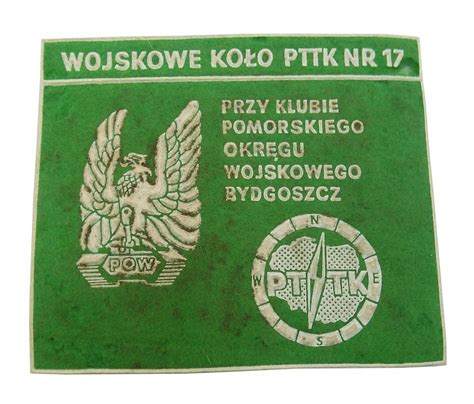 WOJSKOWE KOŁO PTTK NR 17
PRZY KLUBIE
POMORSKIEGO
OKRĘGU
WOJSKOWEGO
BYDGOSZCZ
POW
N
W E
PTTK
S